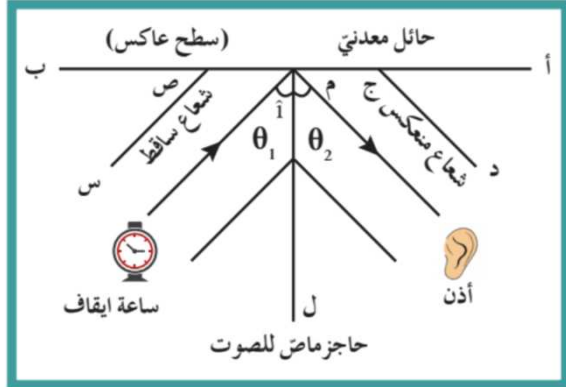 حائل معدنيّ (سطح عاكس)
أ
ب
ص
شعاع ساقط
س
م
ج
شعاع منعكس
د
î
θ1 θ2
ساعة ايقاف
أذن
ل
حاجز ماصّ للصوت